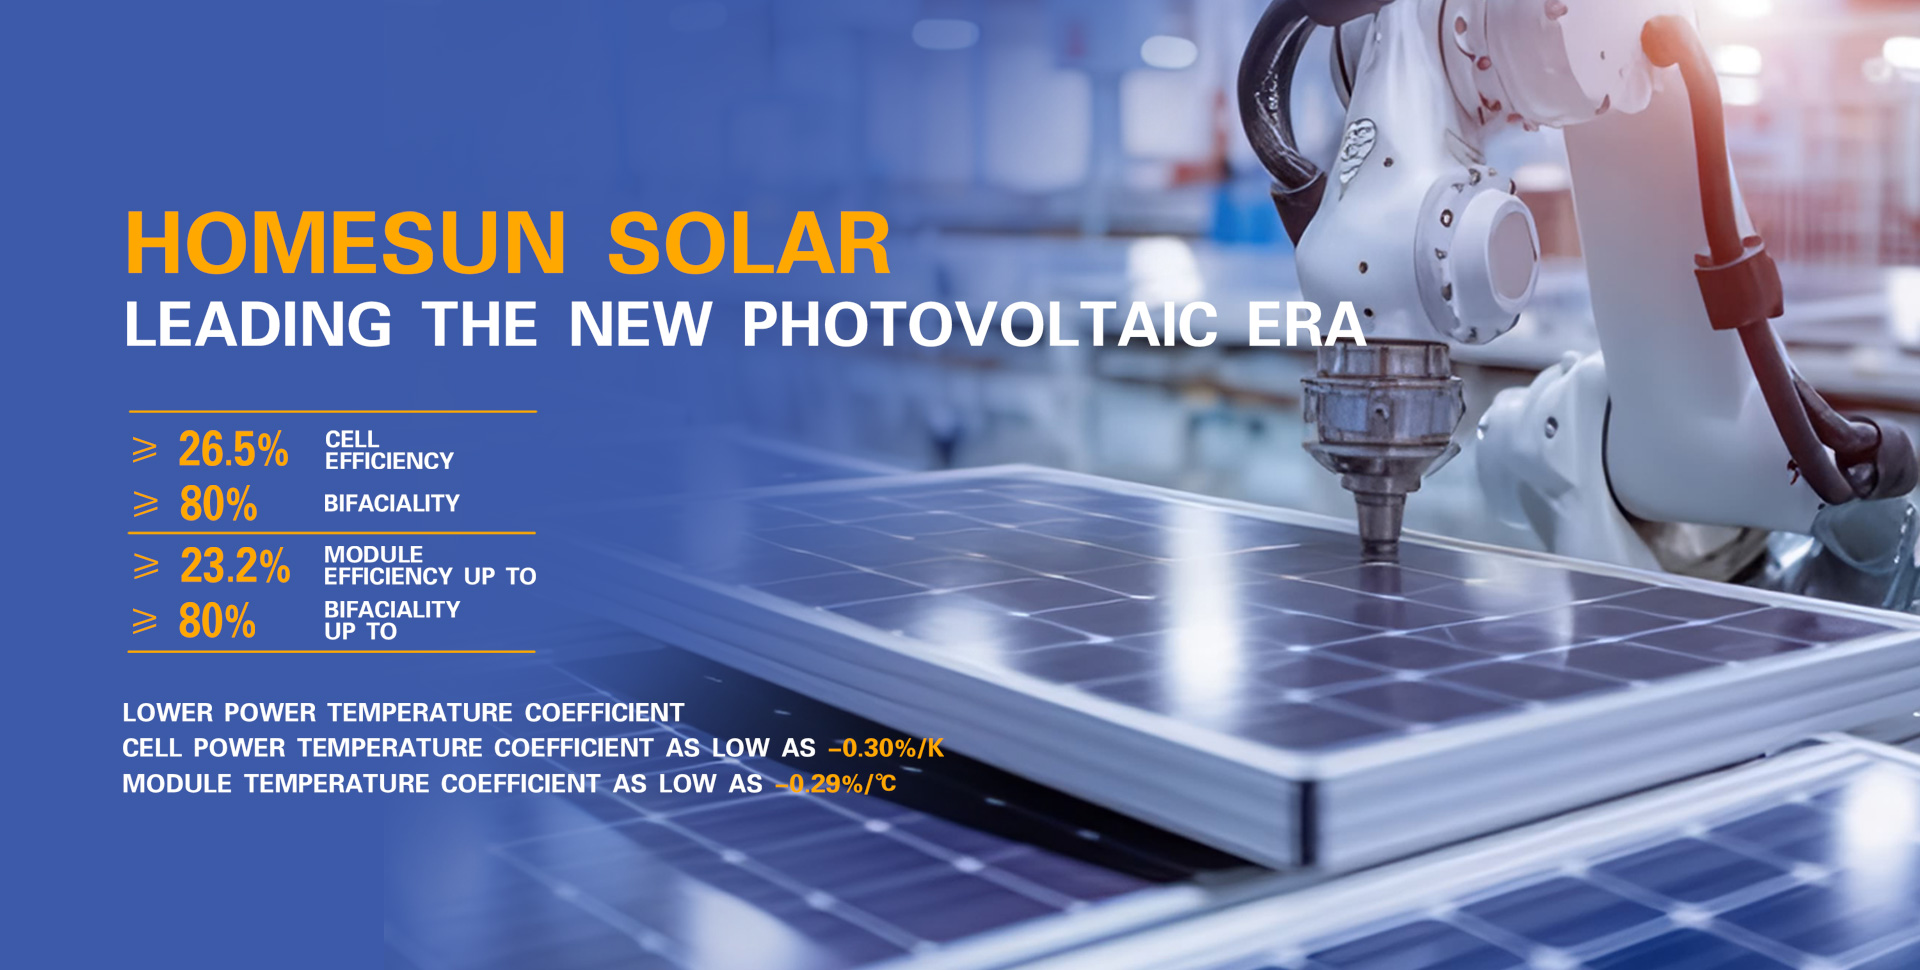 HOMESUN SOLAR
LEADING THE NEW PHOTOVOLTAIC ERA
⩾ 26.5% CELL
EFFICIENCY
⩾ 80% BIFACIALITY
⩾ 23.2% MODULE
EFFICIENCY UP TO
⩾ 80% BIFACIALITY
UP TO
LOWER POWER TEMPERATURE COEFFICIENT
CELL POWER TEMPERATURE COEFFICIENT AS LOW AS –0.30%/K
MODULE TEMPERATURE COEFFICIENT AS LOW AS –0.29%/℃